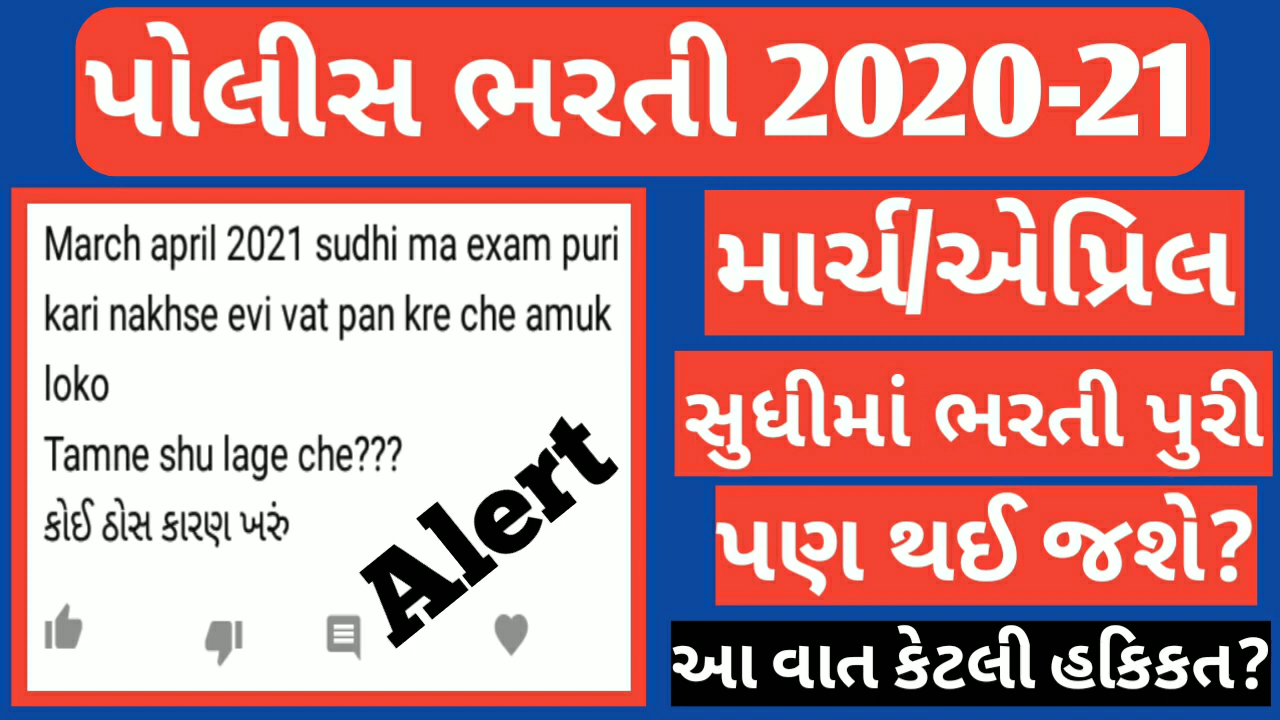 પોલીસ ભરતી 2020-21
March april 2021 sudhi ma exam puri
kari nakhse evi vat pan kre che amuk
loko
Tamne shu lage che???
કોઈ ઠોસ કારણ ખરું
Alert
માર્ચ/એપ્રિલ
સુધીમાં ભરતી પુરી
પણ થઈ જશે?
આ વાત કેટલી હકિકત?